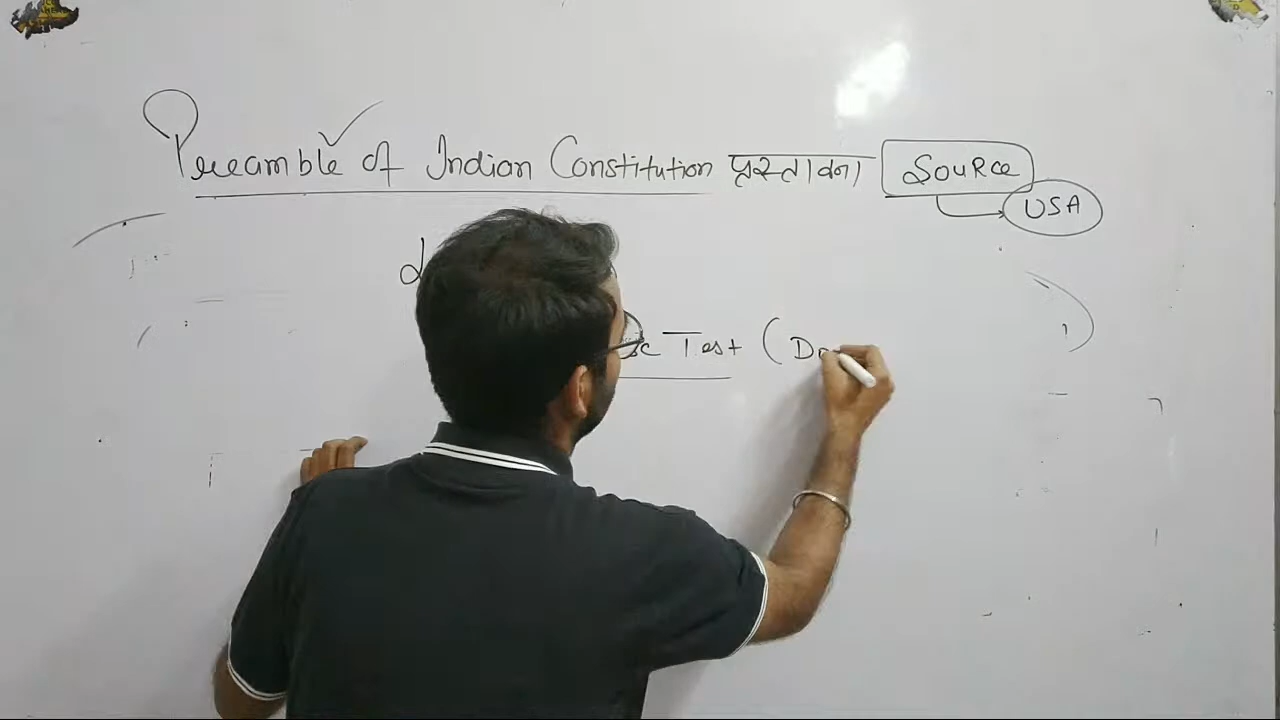 Preamble of Indian Constitution प्रस्तावना Source
USA
Test (